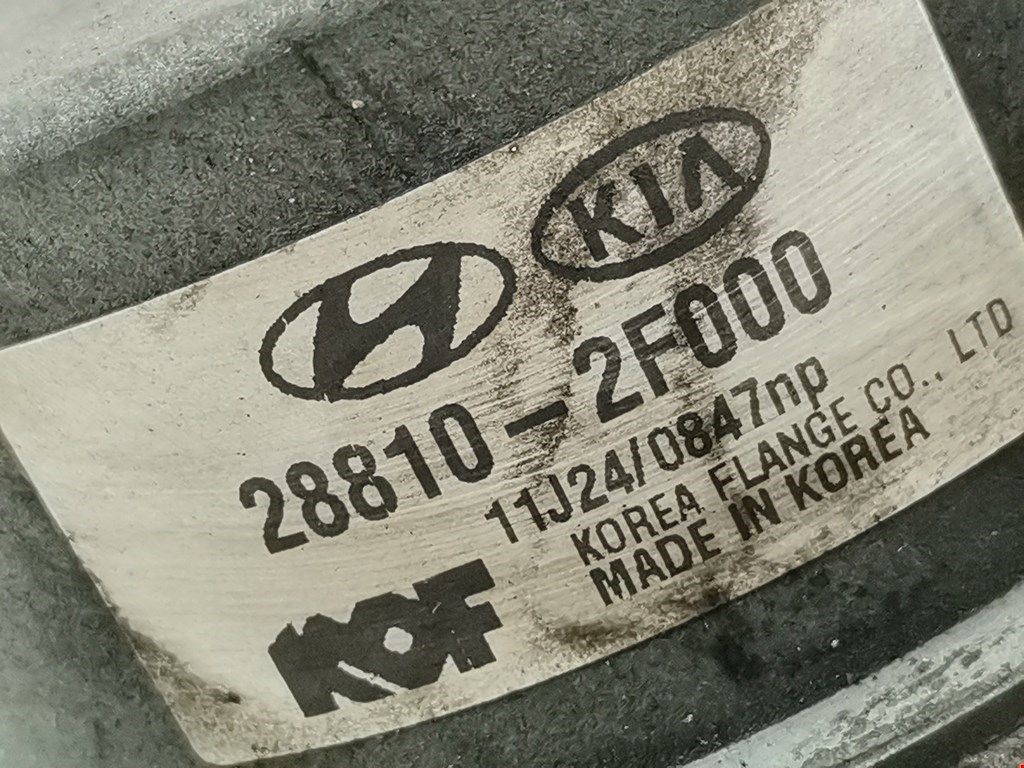 KIA
28810-2F000
11J24/0847np
KOREA FLANGE CO., LTD
MADE IN KOREA
KOF